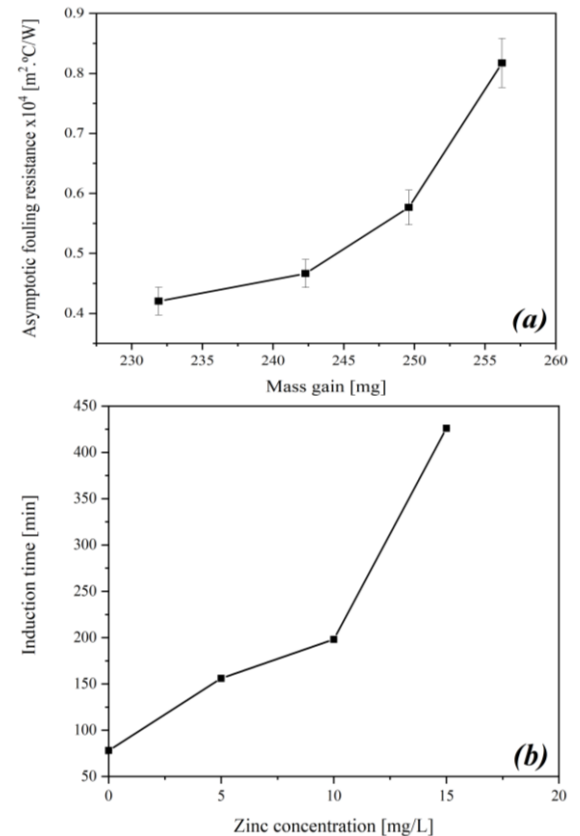 0.9
0.8
0.7
0.6
0.5
0.4
Asymptotic fouling resistance x10⁴ [m².ºC/W]
(a)
230 235 240 245 250 255 260
Mass gain [mg]
450
400
350
300
250
200
150
100
50
Induction time [min]
(b)
0 5 10 15 20
Zinc concentration [mg/L]